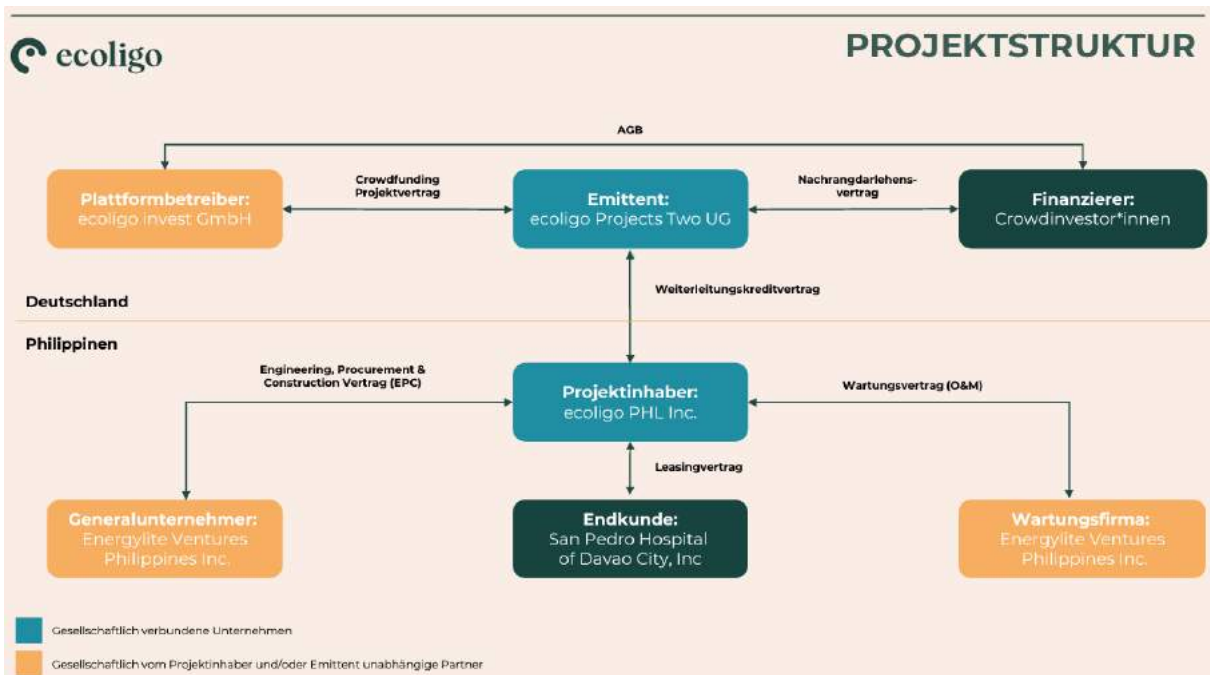 ecoligo
PROJEKTSTRUKTUR
AGB
Plattformbetreiber:
ecoligo invest GmbH
Crowdfunding
Projektvertrag
Emittent:
ecoligo Projects Two UG
Nachrangdarlehens-
vertrag
Finanzierer:
Crowdinvestor*innen
Weiterleitungskreditvertrag
Deutschland
Philippinen
Engineering, Procurement &
Construction Vertrag (EPC)
Projektinhaber:
ecoligo PHL Inc.
Wartungsvertrag (O&M)
Leasingvertrag
Generalunternehmer:
Energylite Ventures
Philippines Inc.
Endkunde:
San Pedro Hospital
of Davao City, Inc
Wartungsfirma:
Energylite Ventures
Philippines Inc.
Gesellschaftlich verbundene Unternehmen
Gesellschaftlich vom Projektinhaber und/oder Emittent unabhängige Partner